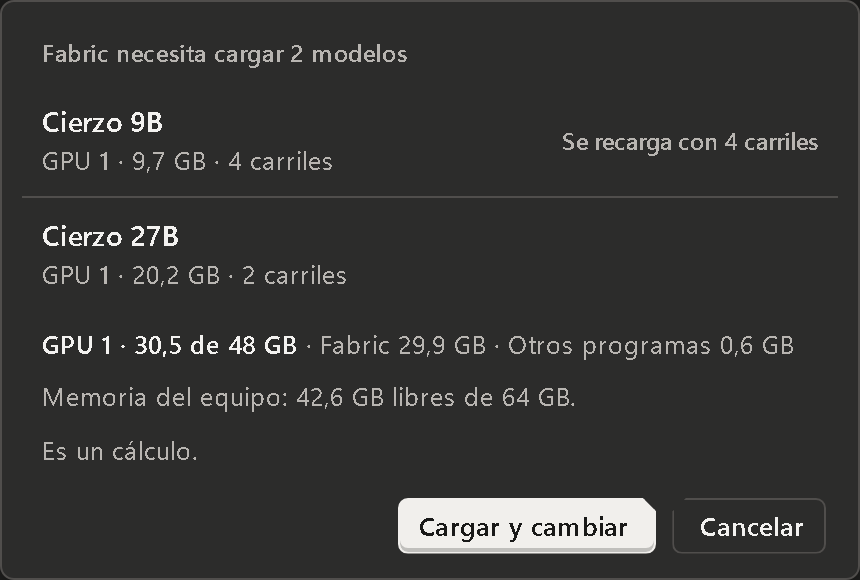 Fabric necesita cargar 2 modelos
Cierzo 9B
GPU 1 · 9,7 GB · 4 carriles
Se recarga con 4 carriles
Cierzo 27B
GPU 1 · 20,2 GB · 2 carriles
GPU 1 · 30,5 de 48 GB · Fabric 29,9 GB · Otros programas 0,6 GB
Memoria del equipo: 42,6 GB libres de 64 GB.
Es un cálculo.
Cargar y cambiar
Cancelar